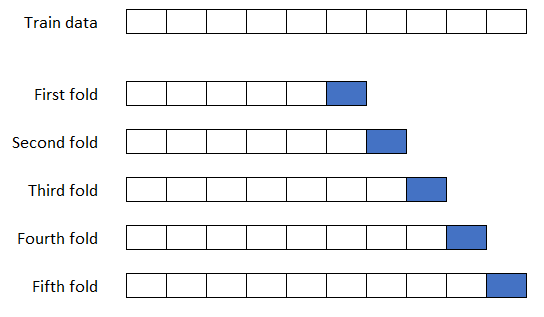 Train data
First fold
Second fold
Third fold
Fourth fold
Fifth fold